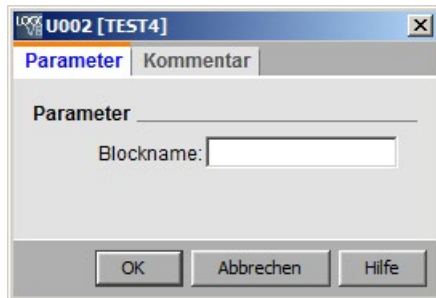 U002 [TEST4]
Parameter Kommentar
Parameter
Blockname:
OK Abbrechen Hilfe